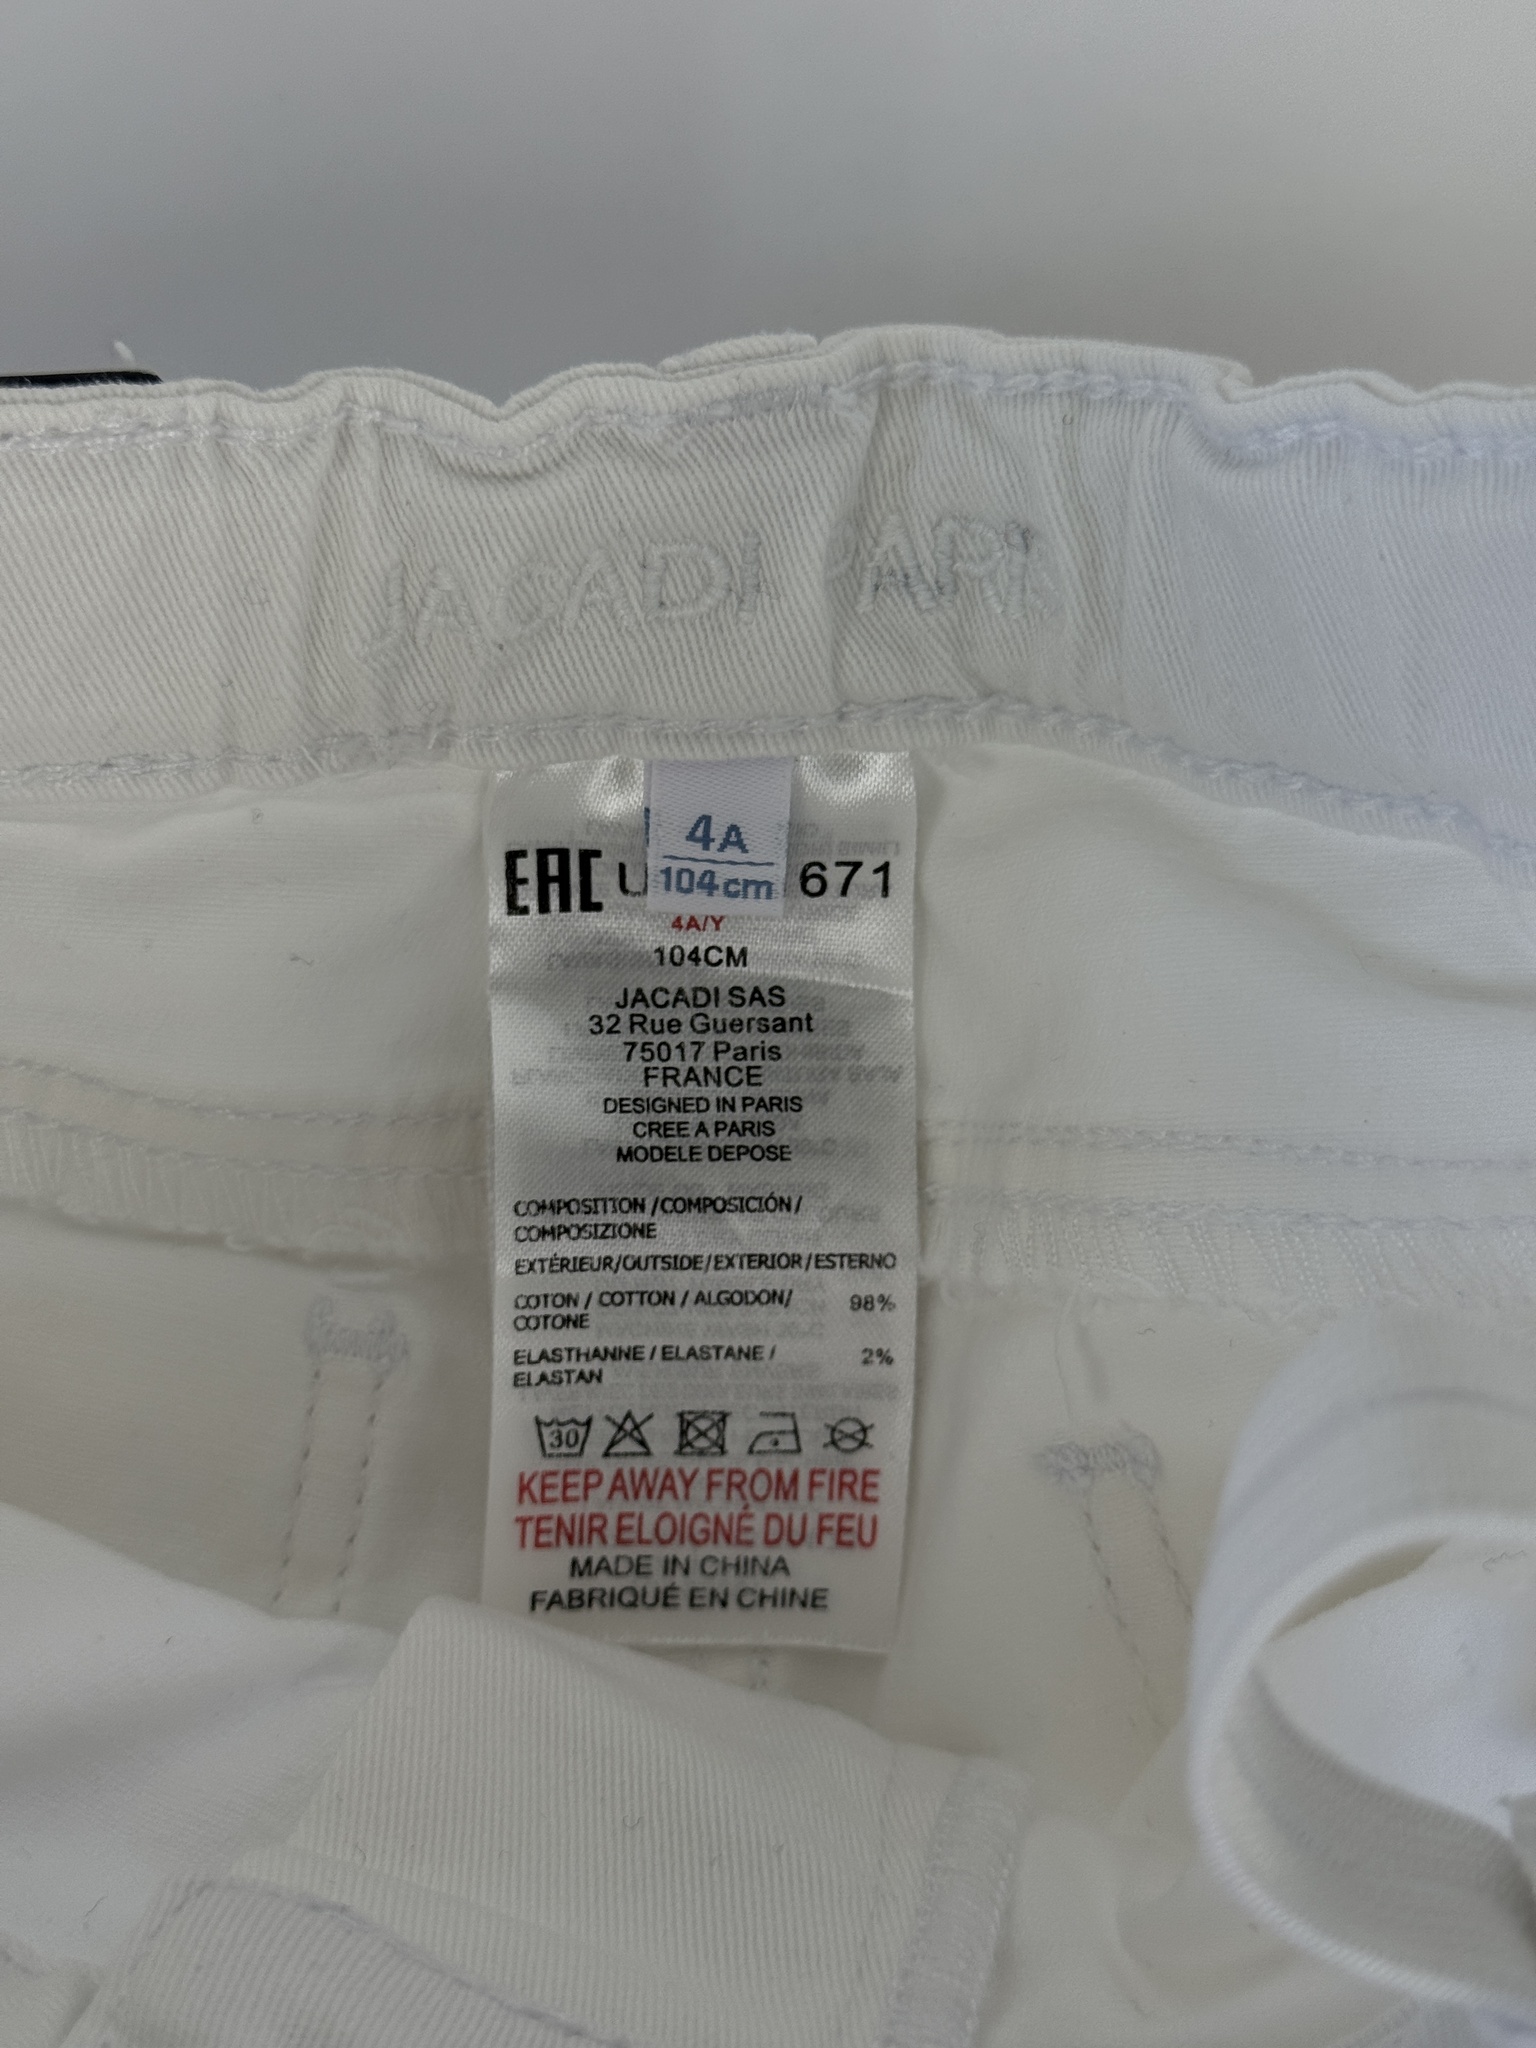 JACADI PARI
4A
104cm
EAC U 671
4A/Y
104CM
JACADI SAS
32 Rue Guersant
75017 Paris
FRANCE
DESIGNED IN PARIS
CREE A PARIS
MODELE DEPOSE
COMPOSITION /COMPOSICIÓN/
COMPOSIZIONE
EXTÉRIEUR/OUTSIDE/EXTERIOR/ESTERNO
COTON / COTTON / ALGODON/ 98%
COTONE
ELASTHANNE / ELASTANE / 2%
ELASTAN
30
KEEP AWAY FROM FIRE
TENIR ELOIGNÉ DU FEU
MADE IN CHINA
FABRIQUÉ EN CHINE